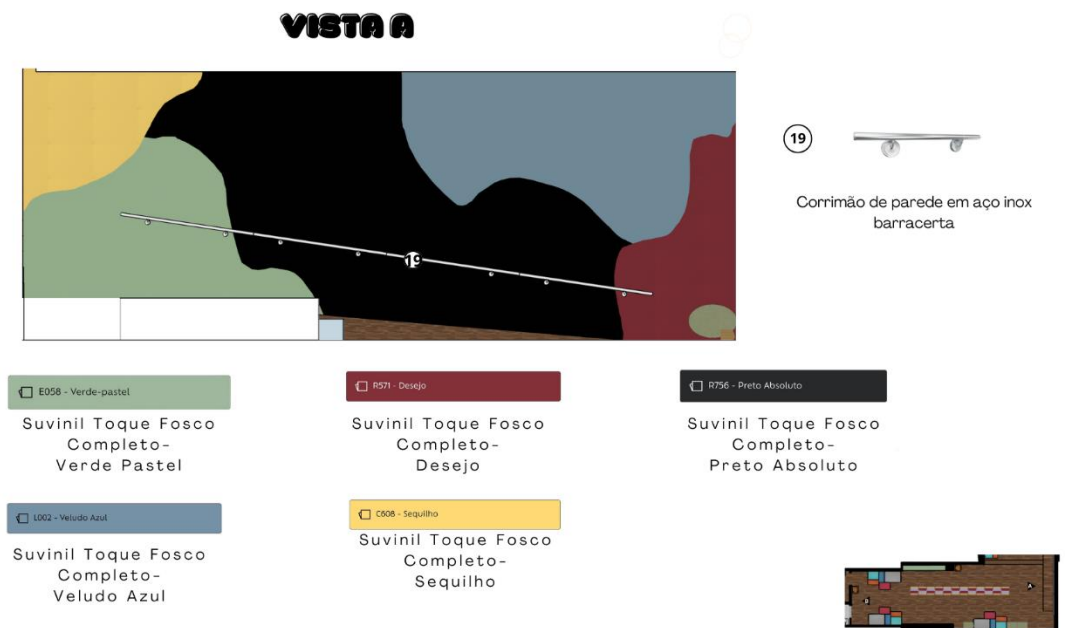 VISTA A
19
19
Corrimão de parede em aço inox
barracerta
E058 - Verde-pastel
Suvinil Toque Fosco
Completo-
Verde Pastel
R571 - Desejo
Suvinil Toque Fosco
Completo-
Desejo
R756 - Preto Absoluto
Suvinil Toque Fosco
Completo-
Preto Absoluto
L002 - Veludo Azul
Suvinil Toque Fosco
Completo-
Veludo Azul
C608 - Sequilho
Suvinil Toque Fosco
Completo-
Sequilho